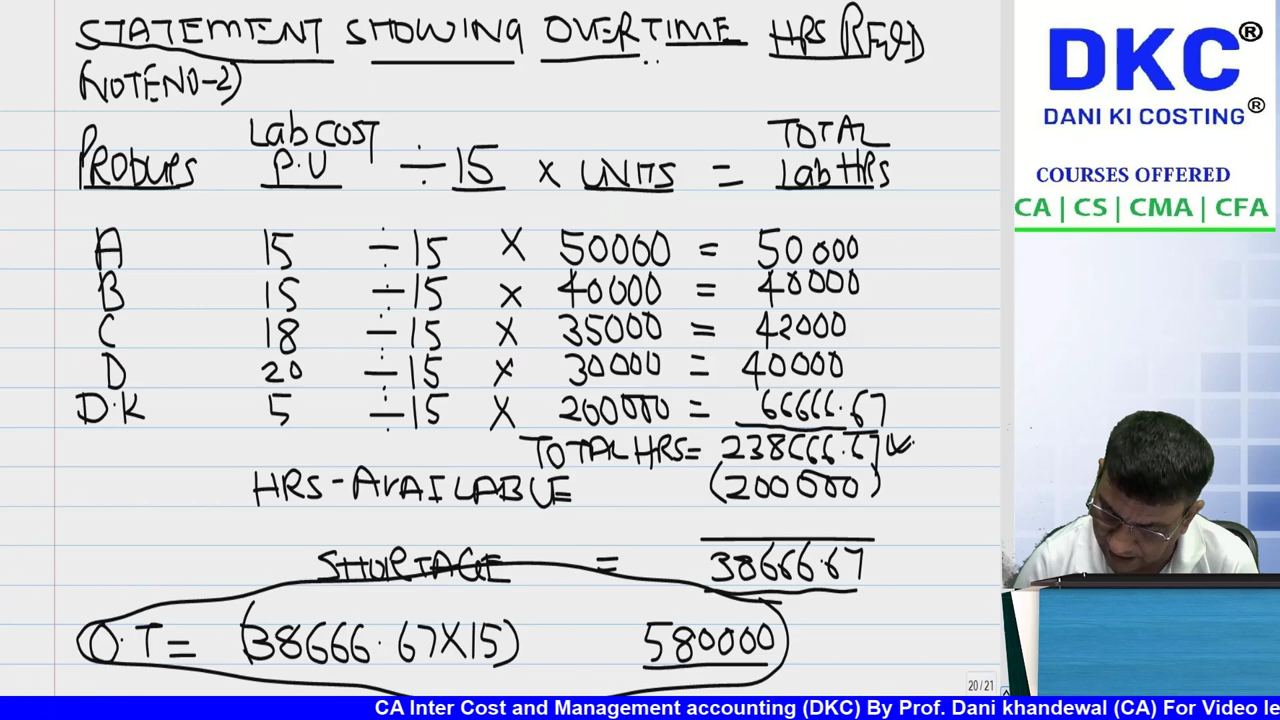 STATEMENT SHOWING OVERTIME HRS REQD
(NOTENO-2)
PRODUCTS Lab COST P.U ÷ 15 × UNITS = TOTAL Lab HRS
A 15 ÷ 15 × 50000 = 50000
B 15 ÷ 15 × 40000 = 40000
C 18 ÷ 15 × 35000 = 42000
D 20 ÷ 15 × 30000 = 40000
D.K 5 ÷ 15 × 200000 = 66666.67
TOTAL HRS = 238666.67
HRS-AVAILABLE (200000)
SHORTAGE = 38666.67
O.T = (38666.67×15) 580000
20 / 21
DKC®
DANI KI COSTING®
COURSES OFFERED
CA | CS | CMA | CFA
CA Inter Cost and Management accounting (DKC) By Prof. Dani khandewal (CA) For Video le